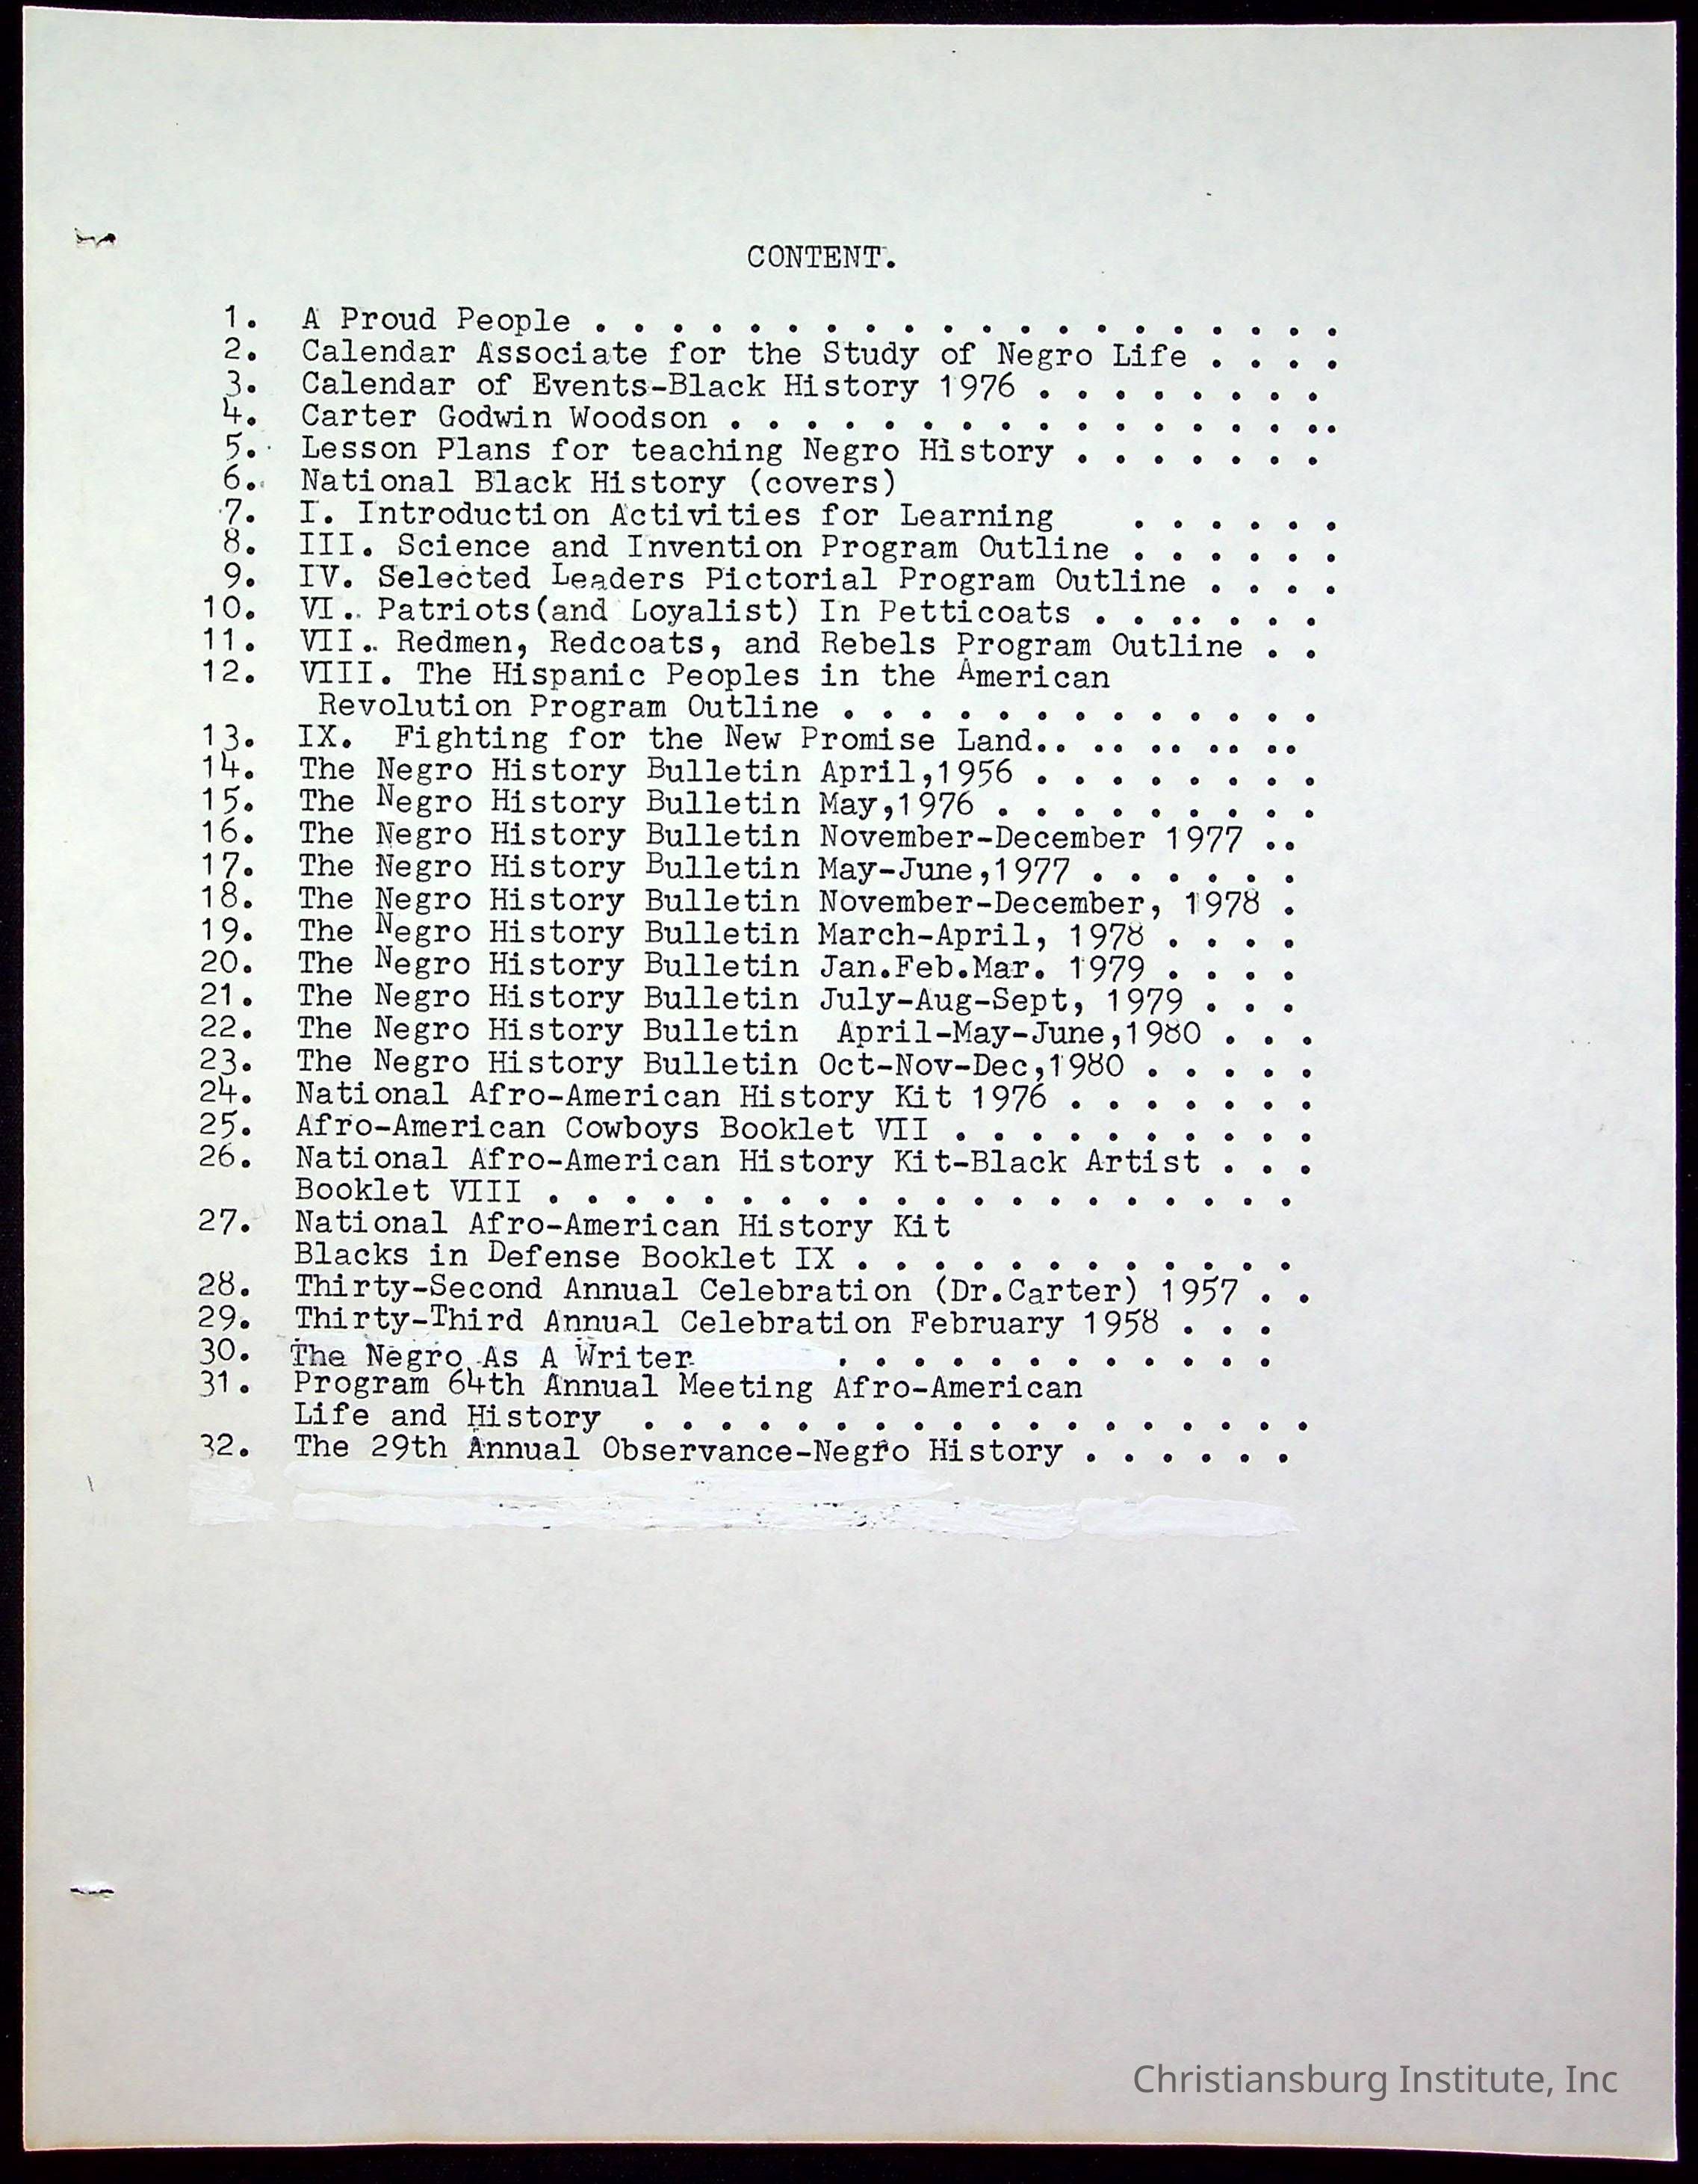 CONTENT.
1. A Proud People . . . . . . . . . . . . . . . . . . . .
2. Calendar Associate for the Study of Negro Life . . . .
3. Calendar of Events-Black History 1976 . . . . . . . .
4. Carter Godwin Woodson . . . . . . . . . . . . . . . ..
5. Lesson Plans for teaching Negro History . . . . . . .
6. National Black History (covers)
7. I. Introduction Activities for Learning . . . . . .
8. III. Science and Invention Program Outline . . . . . .
9. IV. Selected Leaders Pictorial Program Outline . . . .
10. VI. Patriots(and Loyalist) In Petticoats . . .. . . .
11. VII. Redmen, Redcoats, and Rebels Program Outline . .
12. VIII. The Hispanic Peoples in the American
Revolution Program Outline . . . . . . . . . . . . .
13. IX. Fighting for the New Promise Land.. .. .. .. ..
14. The Negro History Bulletin April,1956 . . . . . . . .
15. The Negro History Bulletin May,1976 . . . . . . . . .
16. The Negro History Bulletin November-December 1977 ..
17. The Negro History Bulletin May-June,1977 . . . . . .
18. The Negro History Bulletin November-December, 1978 .
19. The Negro History Bulletin March-April, 1978 . . . .
20. The Negro History Bulletin Jan.Feb.Mar. 1979 . . . .
21. The Negro History Bulletin July-Aug-Sept, 1979 . . .
22. The Negro History Bulletin April-May-June,1980 . . .
23. The Negro History Bulletin Oct-Nov-Dec,1980 . . . . .
24. National Afro-American History Kit 1976 . . . . . . .
25. Afro-American Cowboys Booklet VII . . . . . . . . . .
26. National Afro-American History Kit-Black Artist . . .
Booklet VIII . . . . . . . . . . . . . . . . . . . .
27. National Afro-American History Kit
Blacks in Defense Booklet IX . . . . . . . . . . . .
28. Thirty-Second Annual Celebration (Dr.Carter) 1957 . .
29. Thirty-Third Annual Celebration February 1958 . . .
30. The Negro As A Writer . . . . . . . . . . . .
31. Program 64th Annual Meeting Afro-American
Life and History . . . . . . . . . . . . . . . . . .
32. The 29th Annual Observance-Negro History . . . . . .
Christiansburg Institute, Inc